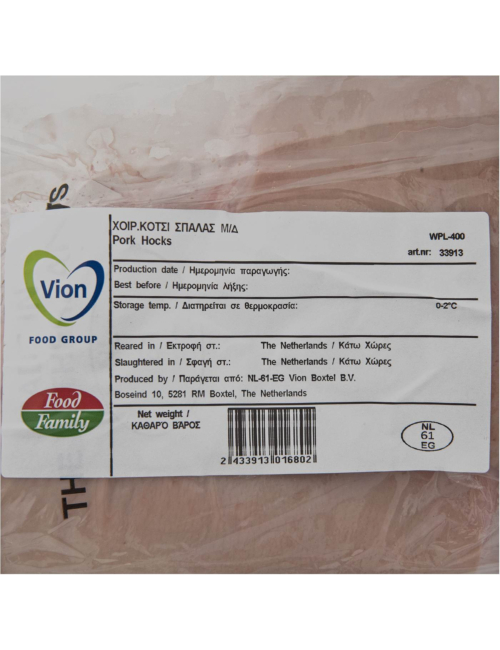 ΧΟΙΡ.ΚΟΤΣΙ ΣΠΑΛΑΣ Μ/Δ
Pork Hocks
WPL-400
art.nr: 33913
Vion
FOOD GROUP
Production date / Ημερομηνία παραγωγής:
Best before / Ημερομηνία λήξης:
Storage temp. / Διατηρείται σε θερμοκρασία: 0-2°C
Reared in / Εκτροφή στ.: The Netherlands / Κάτω Χώρες
Slaughtered in / Σφαγή στ.: The Netherlands / Κάτω Χώρες
Produced by / Παράγεται από: NL-61-EG Vion Boxtel B.V.
Boseind 10, 5281 RM Boxtel, The Netherlands
Food
Family
Net weight /
ΚΑΘΑΡΌ ΒΆΡΟΣ
2 433913 016802
NL
61
EG
TH